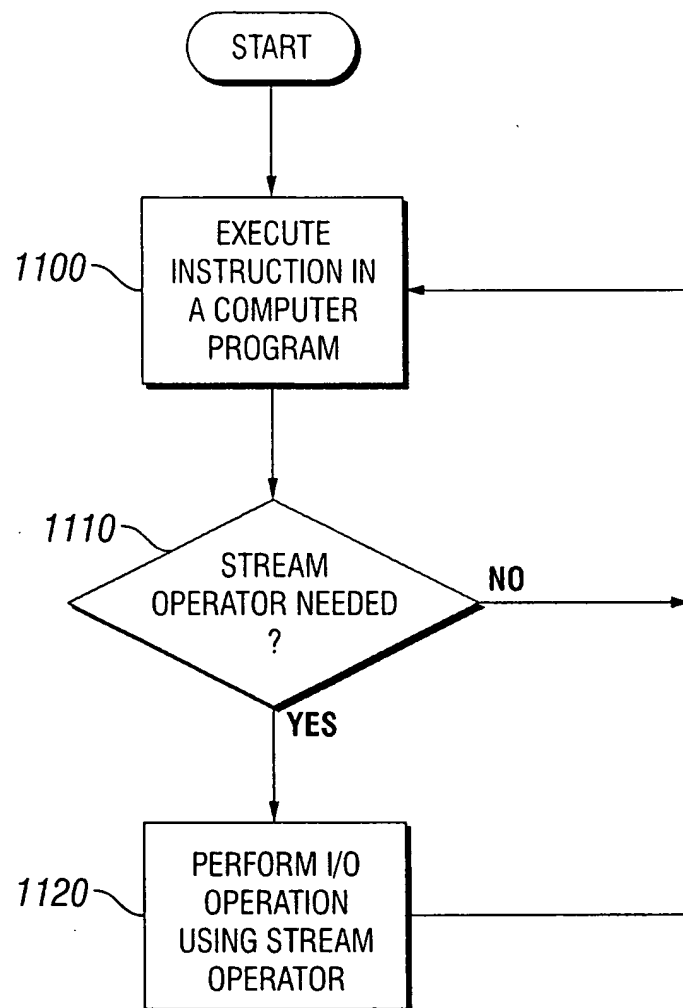 START
1100
EXECUTE
INSTRUCTION IN
A COMPUTER
PROGRAM
1110
STREAM
OPERATOR NEEDED
?
NO
YES
1120
PERFORM I/O
OPERATION
USING STREAM
OPERATOR